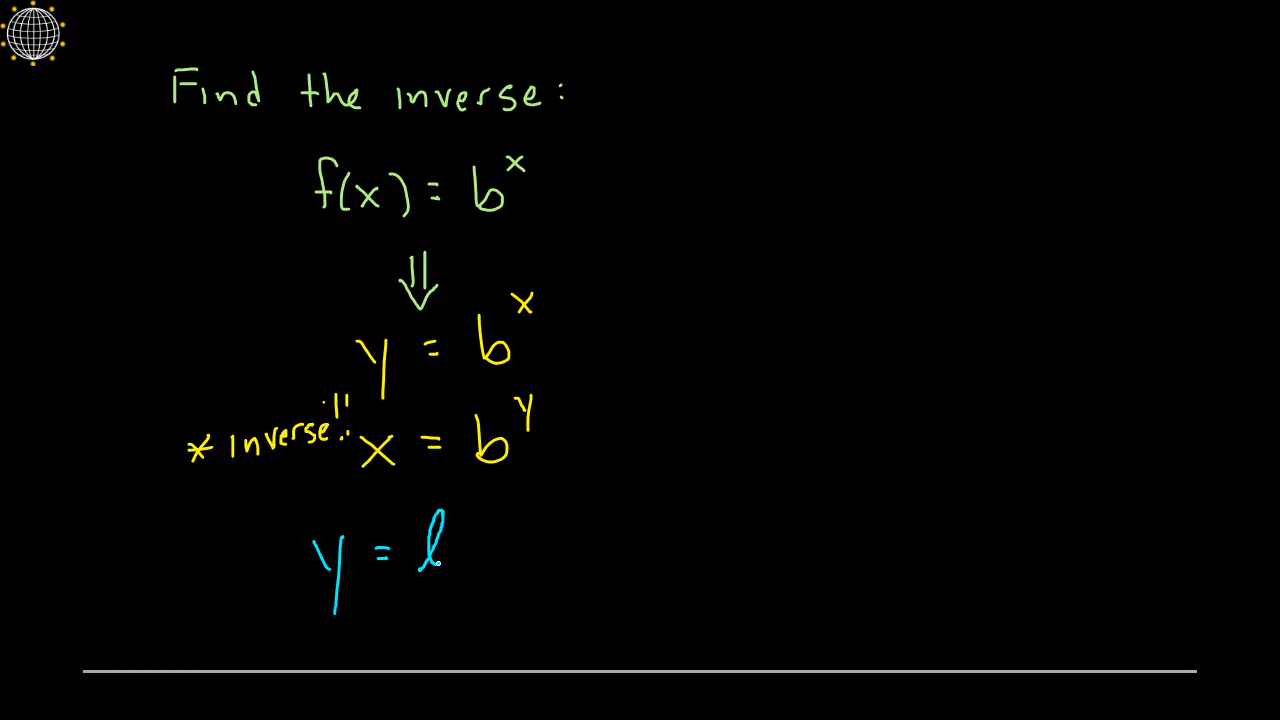 Find the inverse:
f(x) = b^x
⇓
y = b^x
* inverse!! x = b^y
y = l